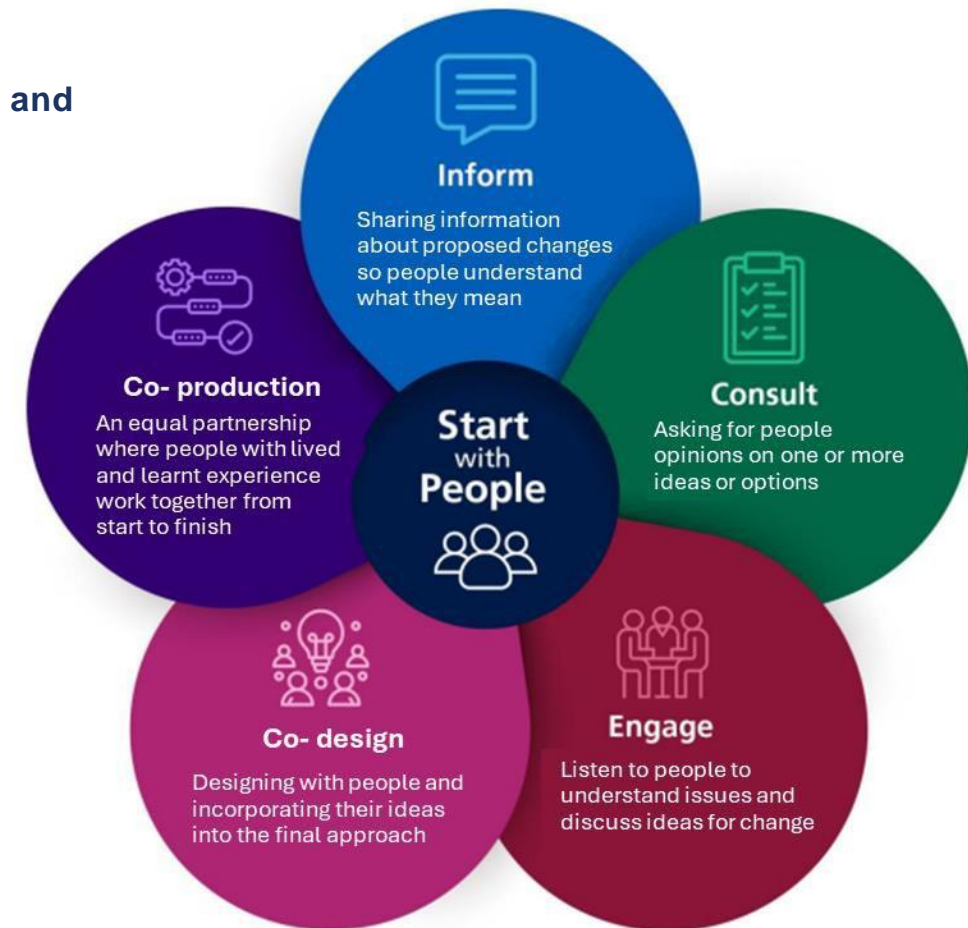 and
Inform
Sharing information
about proposed changes
so people understand
what they mean
Consult
Asking for people
opinions on one or more
ideas or options
Engage
Listen to people to
understand issues and
discuss ideas for change
Co- design
Designing with people and
incorporating their ideas
into the final approach
Co- production
An equal partnership
where people with lived
and learnt experience
work together from
start to finish
Start
with
People